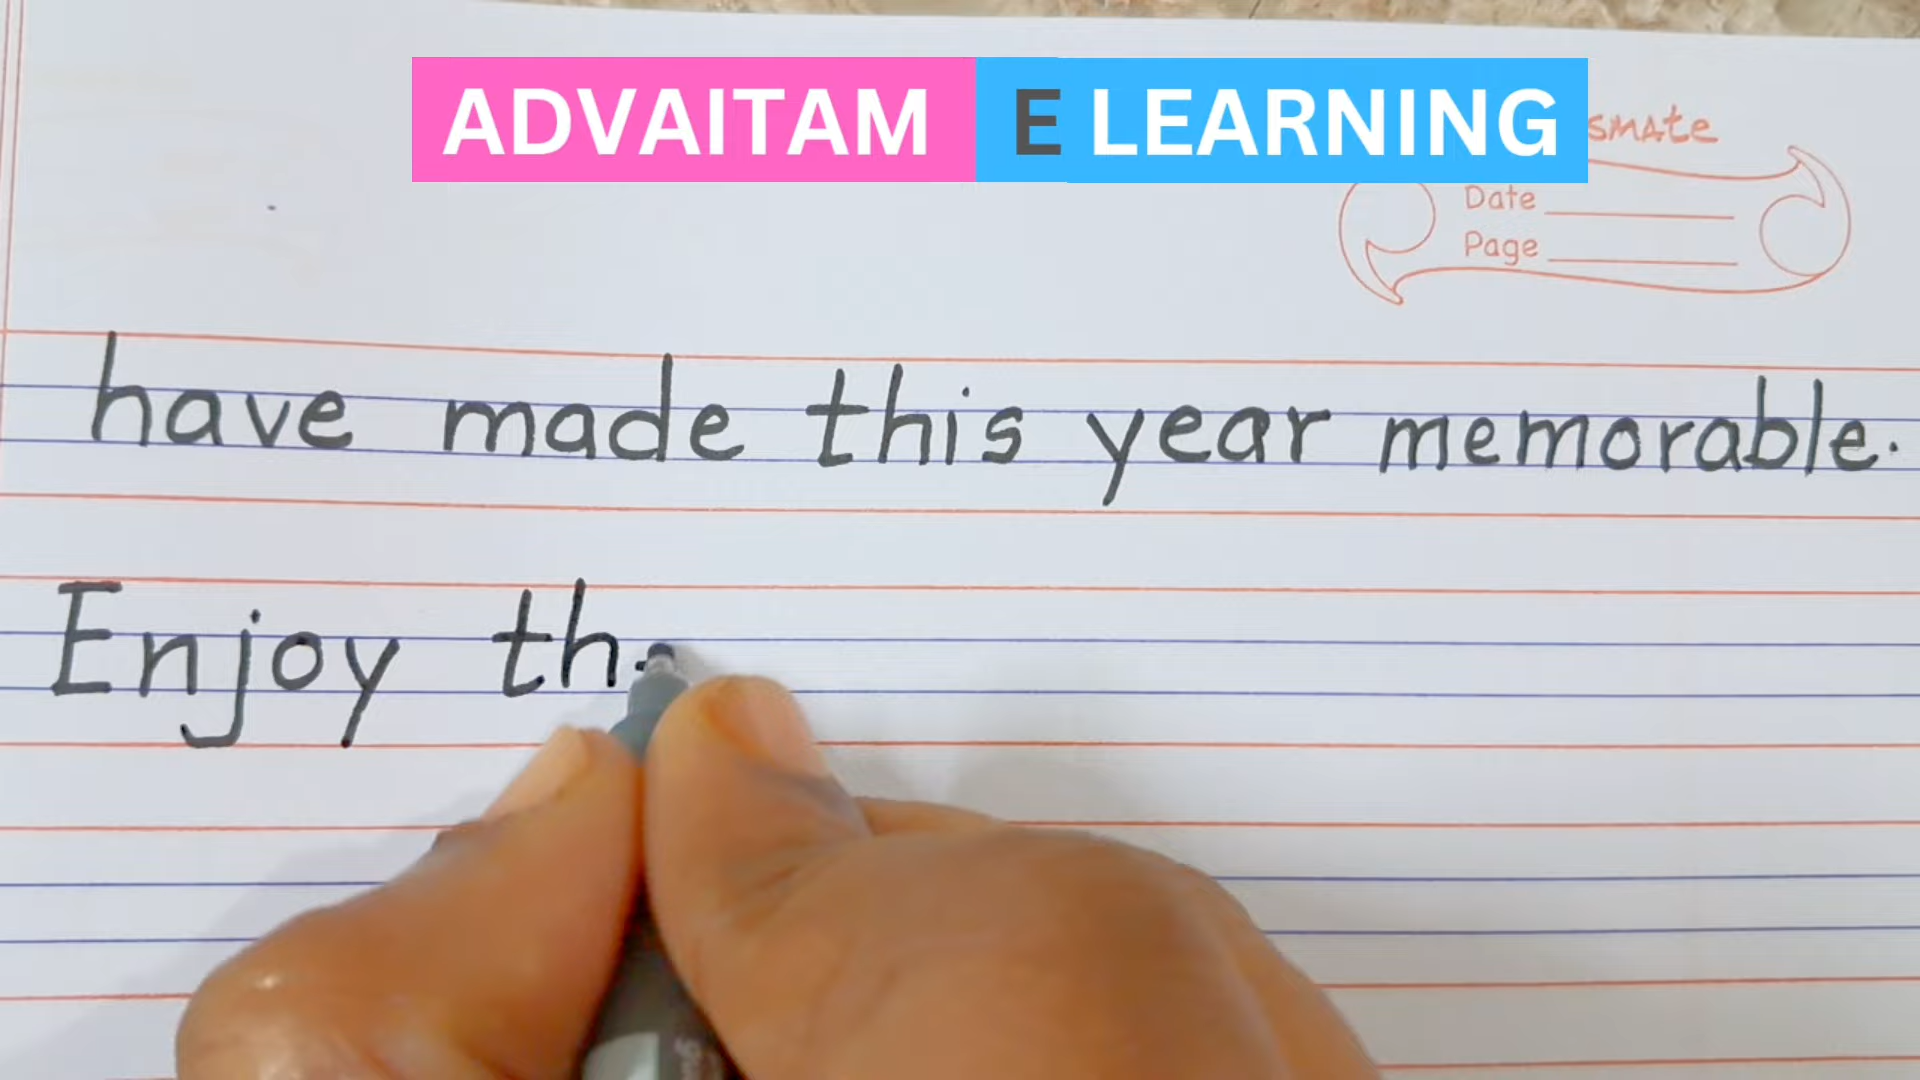 ADVAITAM E LEARNING
smate
Date
Page
have made this year memorable.
Enjoy th